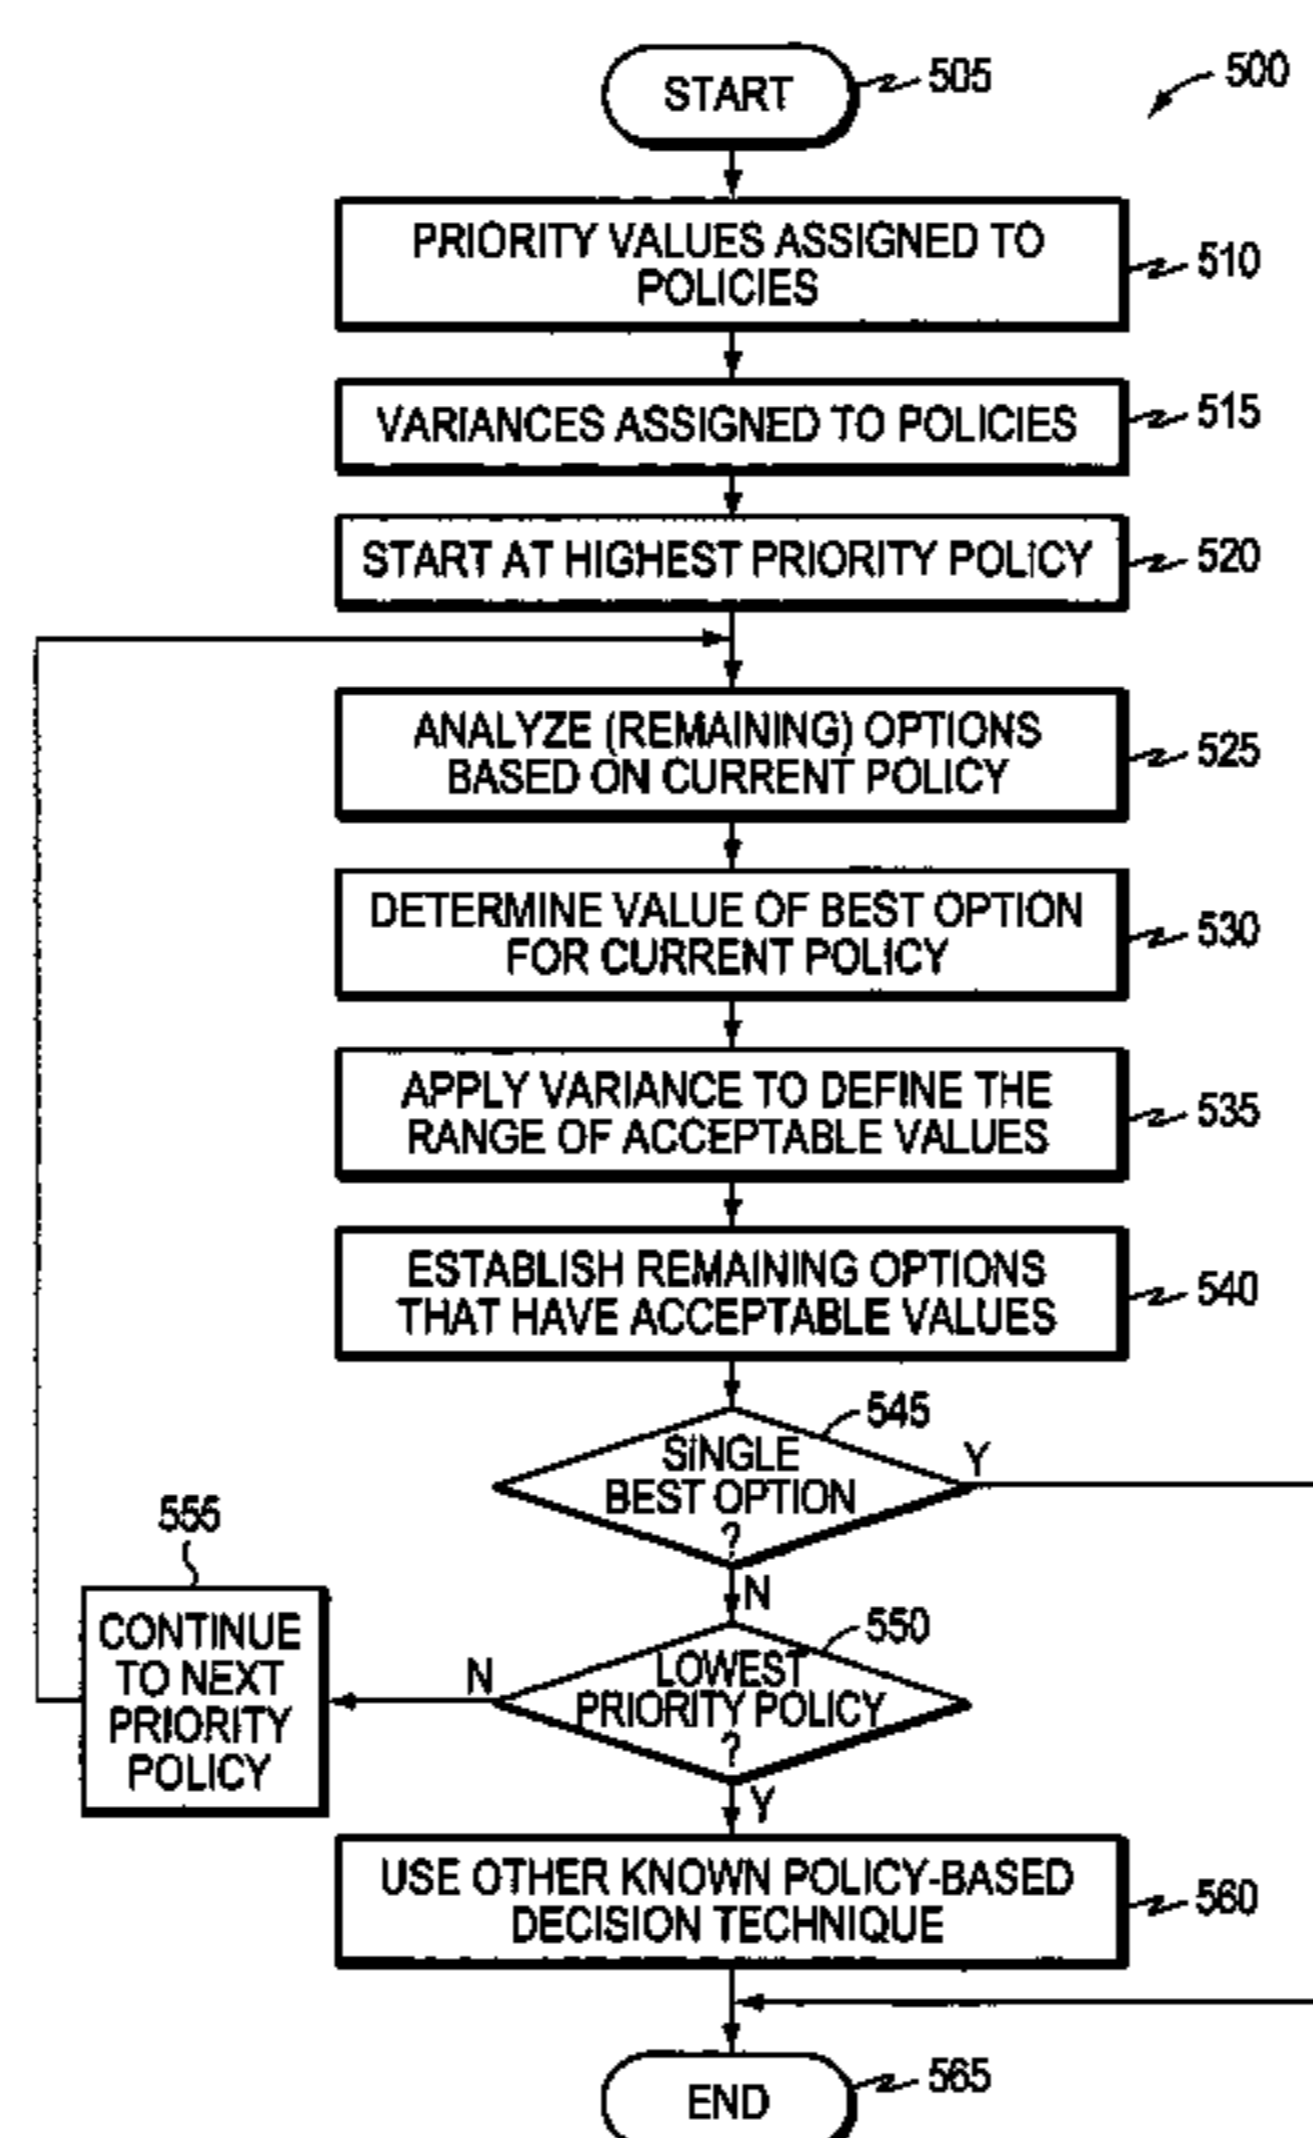 START
505
500
PRIORITY VALUES ASSIGNED TO
POLICIES
510
VARIANCES ASSIGNED TO POLICIES
515
START AT HIGHEST PRIORITY POLICY
520
ANALYZE (REMAINING) OPTIONS
BASED ON CURRENT POLICY
525
DETERMINE VALUE OF BEST OPTION
FOR CURRENT POLICY
530
APPLY VARIANCE TO DEFINE THE
RANGE OF ACCEPTABLE VALUES
535
ESTABLISH REMAINING OPTIONS
THAT HAVE ACCEPTABLE VALUES
540
545
SINGLE
BEST OPTION
?
Y
N
555
CONTINUE
TO NEXT
PRIORITY
POLICY
N
550
LOWEST
PRIORITY POLICY
?
Y
USE OTHER KNOWN POLICY-BASED
DECISION TECHNIQUE
560
END
565